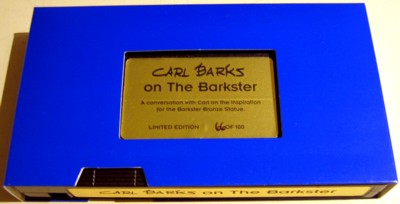 CARL BARKS
on The Barkster
A conversation with Carl on the inspiration
for the Barkster Bronze Statue.
LIMITED EDITION 66 OF 100
CARL BARKS on The Barkster